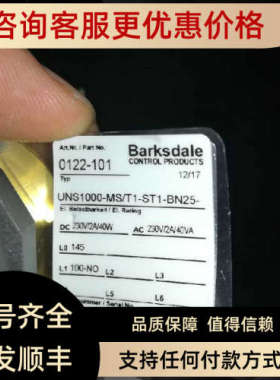 咨询客服更优惠价格
Art.Nr. / Part No.
Barksdale
CONTROL PRODUCTS
0122-101
12/17
Typ
UNS1000-MS/T1-ST1-BN25-
El. Belastbarkeit / El. Rating
DC 230V/2A/40W AC 230V/2A/40VA
L0 145
L1 100-NO L2 L3
L5 L6
号齐全
品质保障 值得信赖
发顺丰
支持任何付款方式